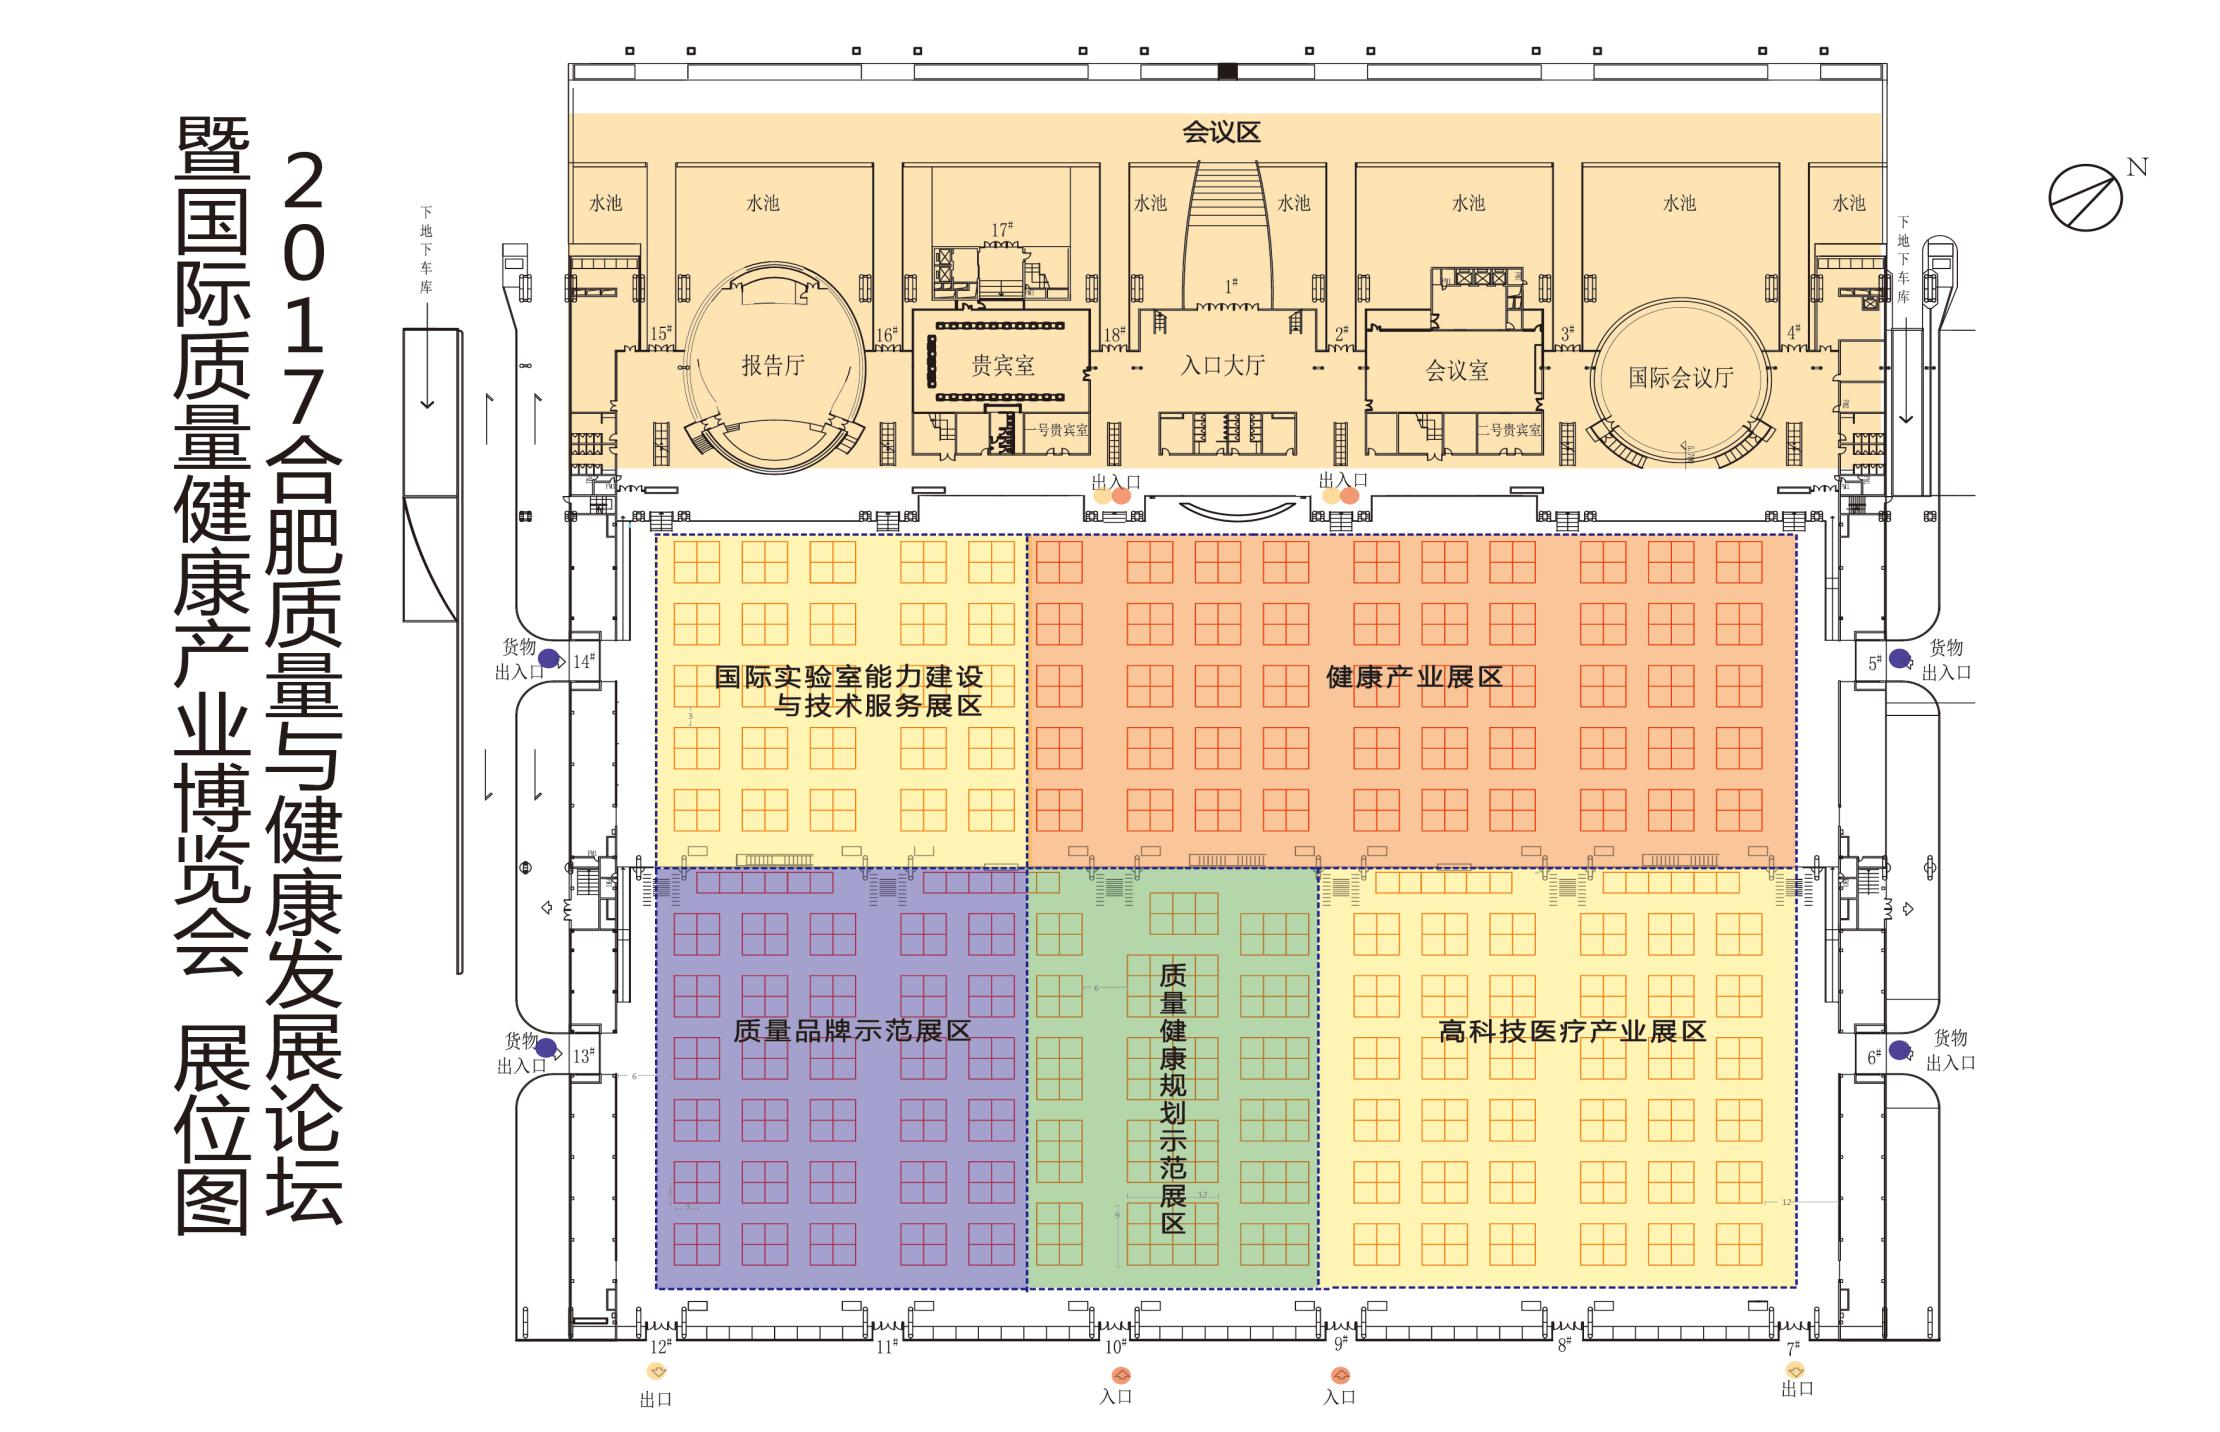 2017合肥质量与健康发展论坛
暨国际质量健康产业博览会 展位图
会议区
N
水池
水池
水池
水池
水池
水池
水池
下地下车库
下地下车库
17#
1#
15#
16#
18#
2#
3#
4#
报告厅
贵宾室
入口大厅
会议室
国际会议厅
一号贵宾室
二号贵宾室
出入口
出入口
货物
出入口
14#
5#
货物
出入口
国际实验室能力建设
与技术服务展区
健康产业展区
3
货物
出入口
13#
6#
货物
出入口
质量品牌示范展区
质量健康规划示范展区
高科技医疗产业展区
6
6
12
9
3
12
12#
11#
10#
9#
8#
7#
出口
入口
入口
出口